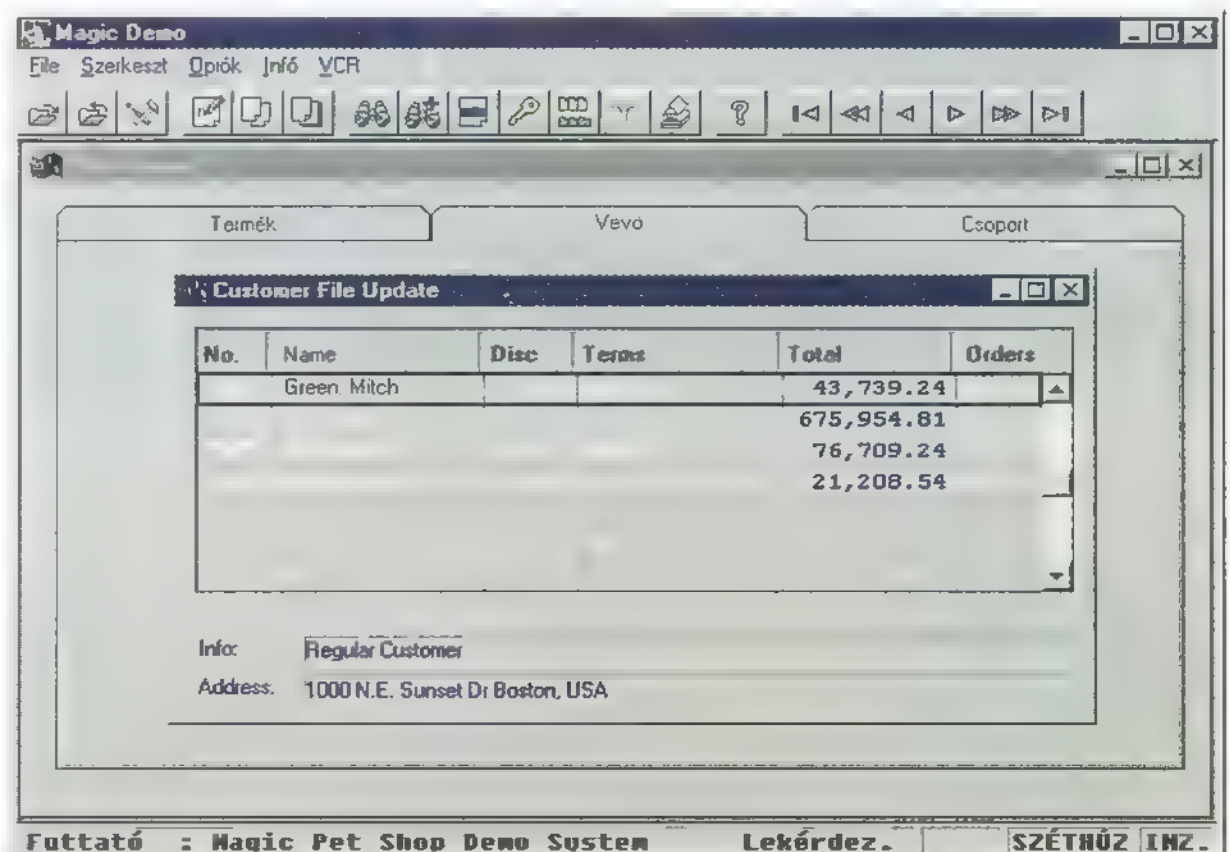 Magic Demo
File Szerkeszt Opiók Infó VCR
Termék Vevo Csoport
Customer File Update
No. Name Disc Terms Total Orders
Green, Mitch 43,739.24
675,954.81
76,709.24
21,208.54
Info: Regular Customer
Address: 1000 N.E. Sunset Dr Boston, USA
Futtató : Magic Pet Shop Demo System Lekérdez. SZÉTHÚZ INZ.